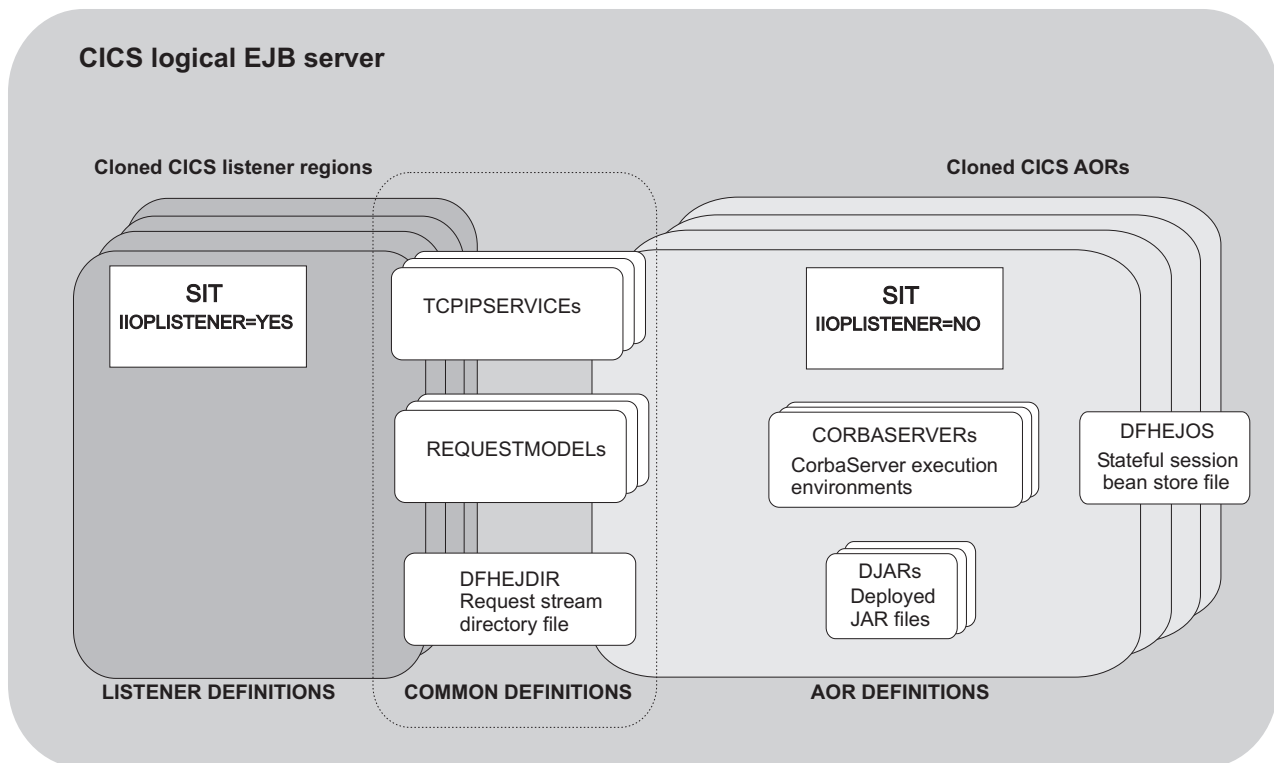 CICS logical EJB server
Cloned CICS listener regions
Cloned CICS AORs
SIT
IIOPLISTENER=YES
TCPIPSERVICEs
SIT
IIOPLISTENER=NO
REQUESTMODELs
CORBASERVERs
CorbaServer execution
environments
DFHEJOS
Stateful session
bean store file
DFHEJDIR
Request stream
directory file
DJARs
Deployed
JAR files
LISTENER DEFINITIONS
COMMON DEFINITIONS
AOR DEFINITIONS